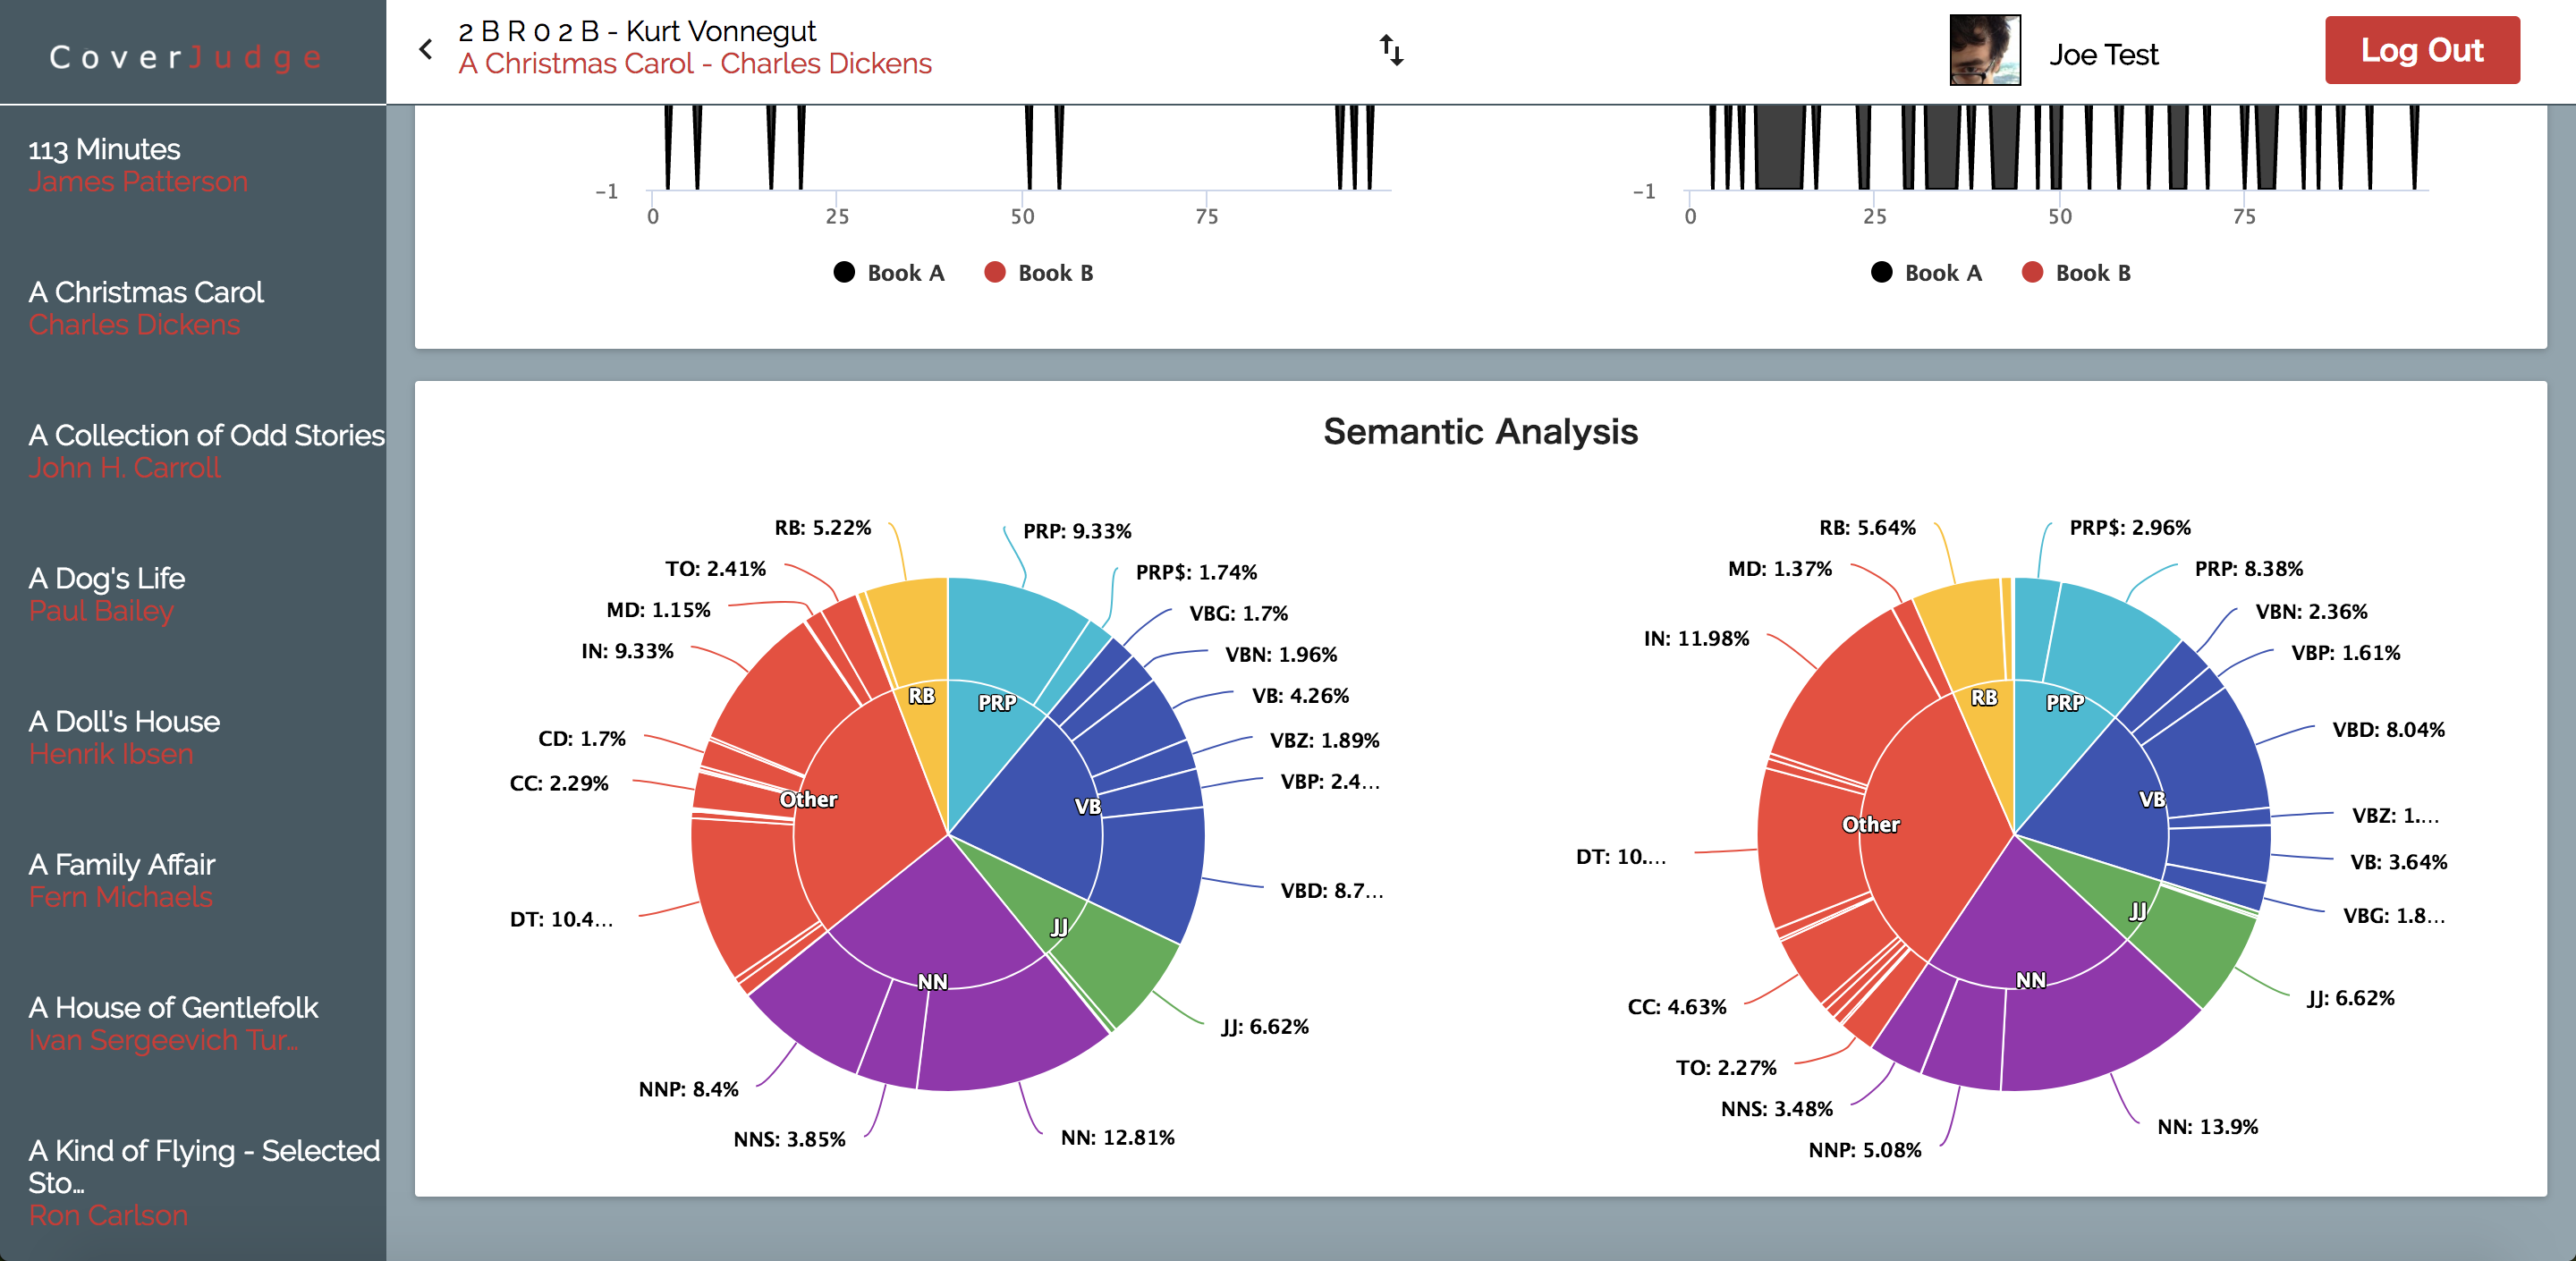 CoverJudge
2 B R 0 2 B - Kurt Vonnegut
A Christmas Carol - Charles Dickens
Joe Test
Log Out
113 Minutes
James Patterson
A Christmas Carol
Charles Dickens
A Collection of Odd Stories
John H. Carroll
A Dog's Life
Paul Bailey
A Doll's House
Henrik Ibsen
A Family Affair
Fern Michaels
A House of Gentlefolk
Ivan Sergeevich Tur...
A Kind of Flying - Selected
Sto...
Ron Carlson
-1
0 25 50 75
Book A Book B
-1
0 25 50 75
Book A Book B
Semantic Analysis
RB: 5.22%
PRP: 9.33%
TO: 2.41%
PRP$: 1.74%
MD: 1.15%
VBG: 1.7%
IN: 9.33%
VBN: 1.96%
VB: 4.26%
CD: 1.7%
VBZ: 1.89%
CC: 2.29%
VBP: 2.4...
VBD: 8.7...
DT: 10.4...
JJ: 6.62%
NNP: 8.4%
NNS: 3.85%
NN: 12.81%
RB
PRP
VB
Other
JJ
NN
RB: 5.64%
PRP$: 2.96%
MD: 1.37%
PRP: 8.38%
VBN: 2.36%
IN: 11.98%
VBP: 1.61%
VBD: 8.04%
VBZ: 1....
DT: 10....
VB: 3.64%
VBG: 1.8...
JJ: 6.62%
CC: 4.63%
TO: 2.27%
NNS: 3.48%
NN: 13.9%
NNP: 5.08%
RB
PRP
VB
Other
JJ
NN